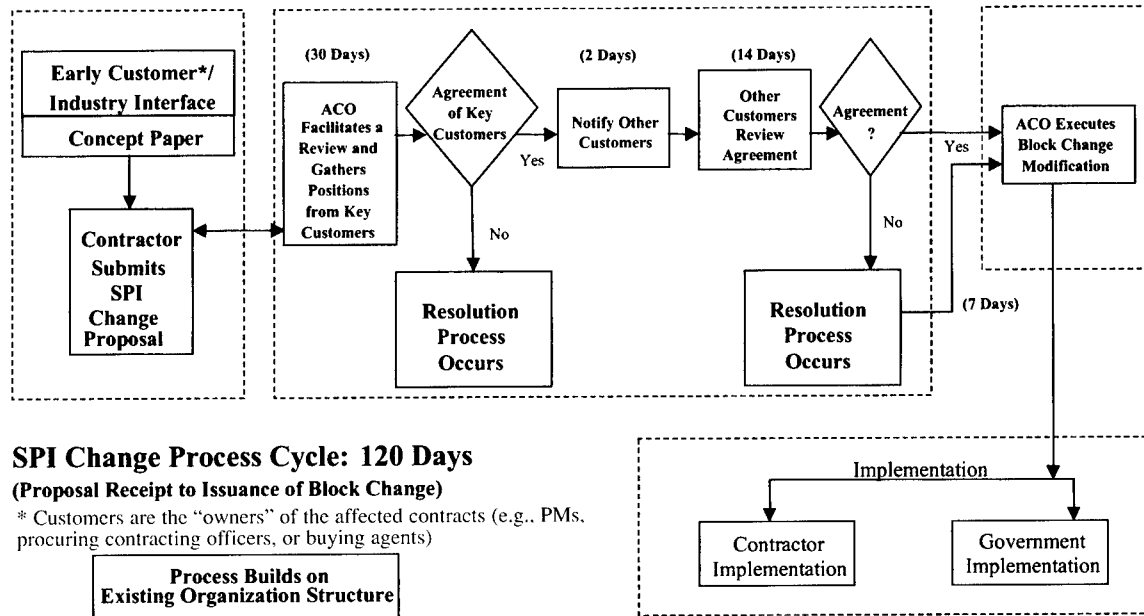 Early Customer*/
Industry Interface
Concept Paper
Contractor
Submits
SPI
Change
Proposal
(30 Days)
ACO
Facilitates a
Review and
Gathers
Positions
from Key
Customers
Agreement
of Key
Customers
Yes
No
Resolution
Process
Occurs
(2 Days)
Notify Other
Customers
(14 Days)
Other
Customers
Review
Agreement
Agreement
?
Yes
No
Resolution
Process
Occurs
(7 Days)
ACO Executes
Block Change
Modification
Implementation
Contractor
Implementation
Government
Implementation
SPI Change Process Cycle: 120 Days
(Proposal Receipt to Issuance of Block Change)
* Customers are the “owners” of the affected contracts (e.g., PMs,
procuring contracting officers, or buying agents)
Process Builds on
Existing Organization Structure